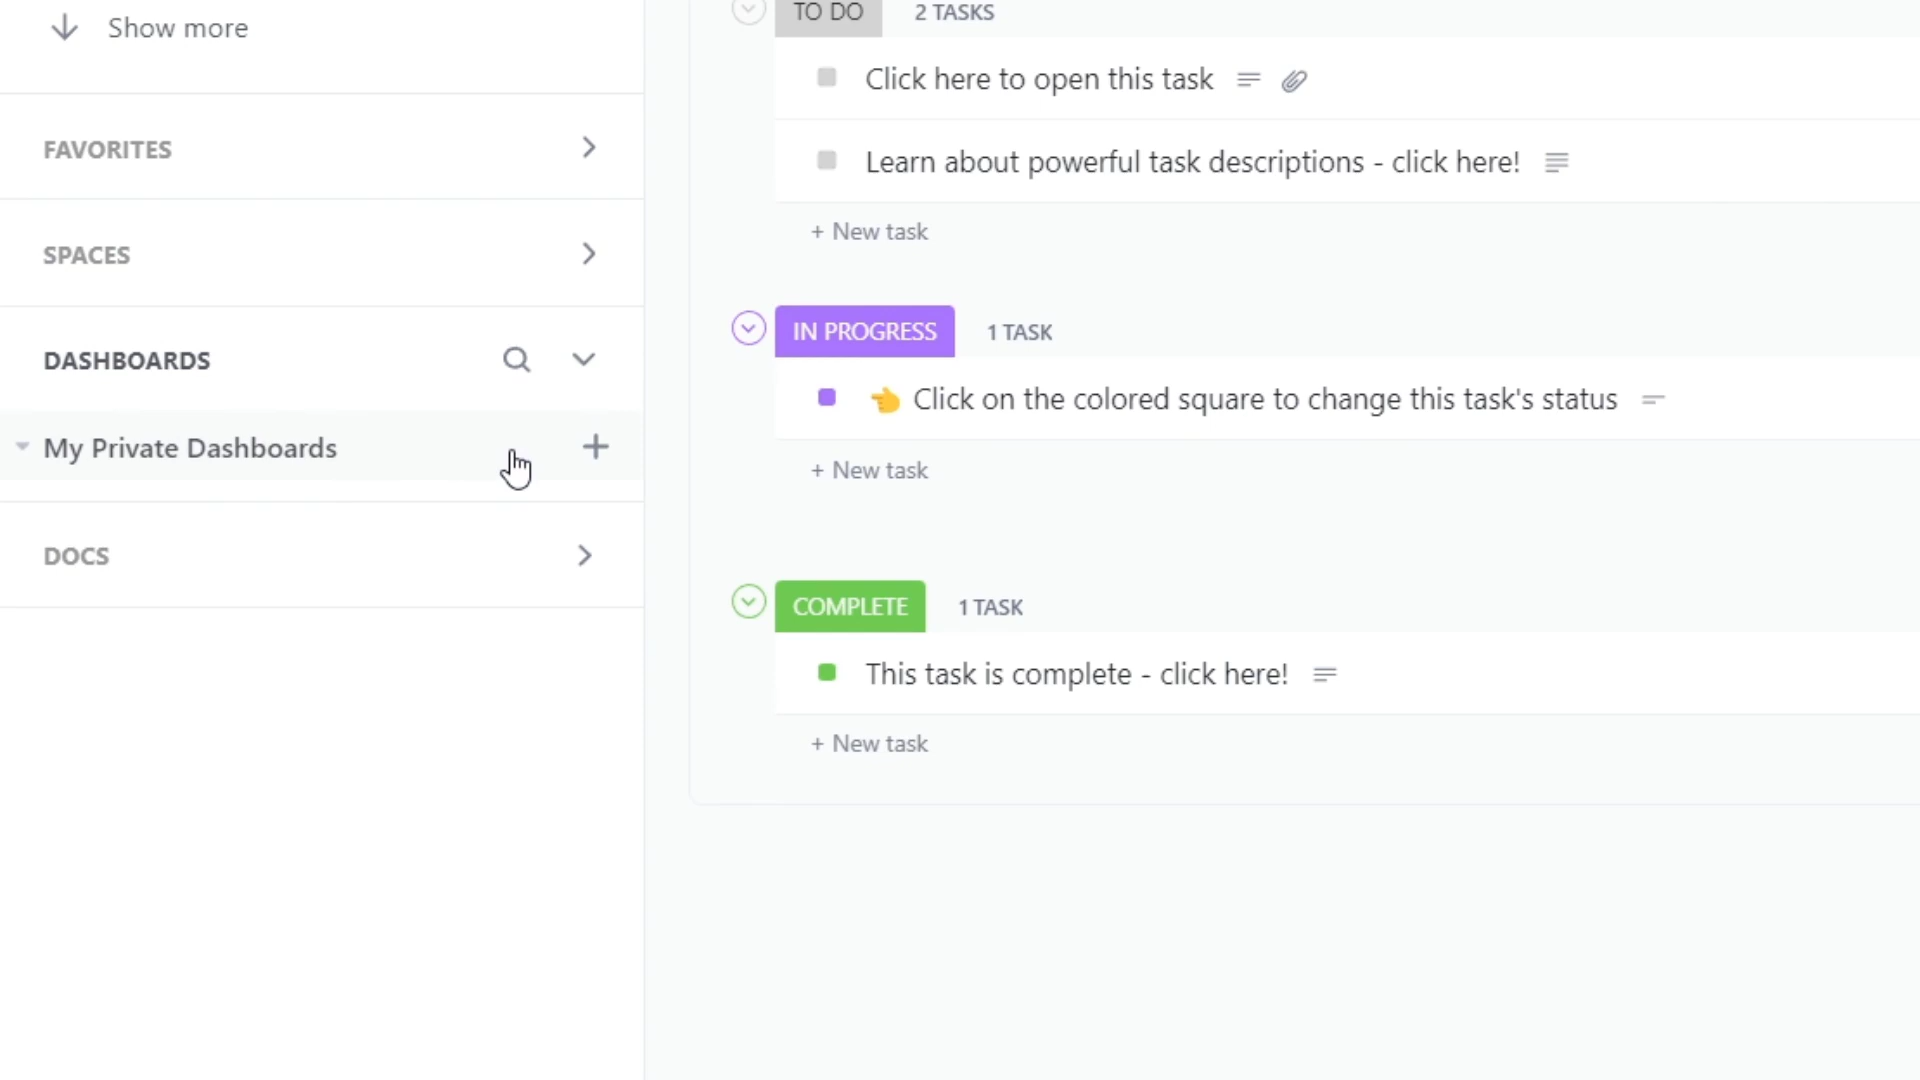 Show more
FAVORITES
SPACES
DASHBOARDS
My Private Dashboards
DOCS
TO DO 2 TASKS
Click here to open this task
Learn about powerful task descriptions - click here!
+ New task
IN PROGRESS 1 TASK
👈 Click on the colored square to change this task's status
+ New task
COMPLETE 1 TASK
This task is complete - click here!
+ New task